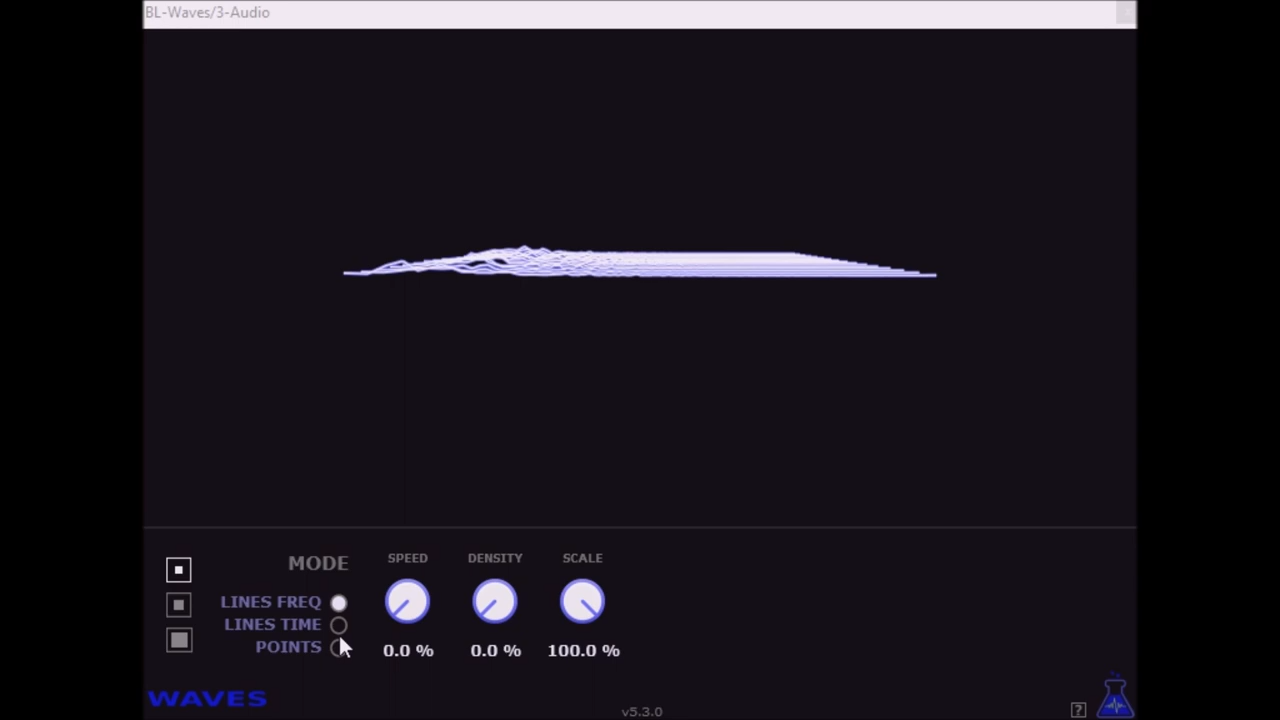 BL-Waves/3-Audio
MODE
SPEED
DENSITY
SCALE
LINES FREQ
LINES TIME
POINTS
0.0 %
0.0 %
100.0 %
WAVES
v5.3.0
?